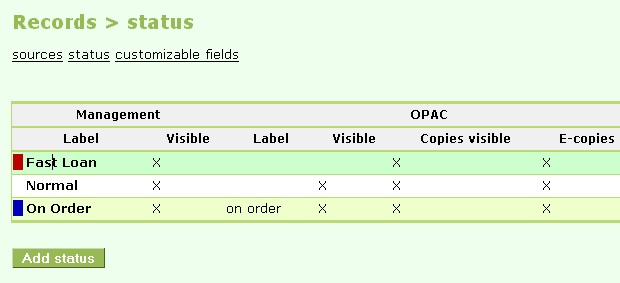 Records > status
sources status customizable fields
Management OPAC
Label Visible Label Visible Copies visible E-copies
Fast Loan X X X
Normal X X X X
On Order X on order X X X
Add status